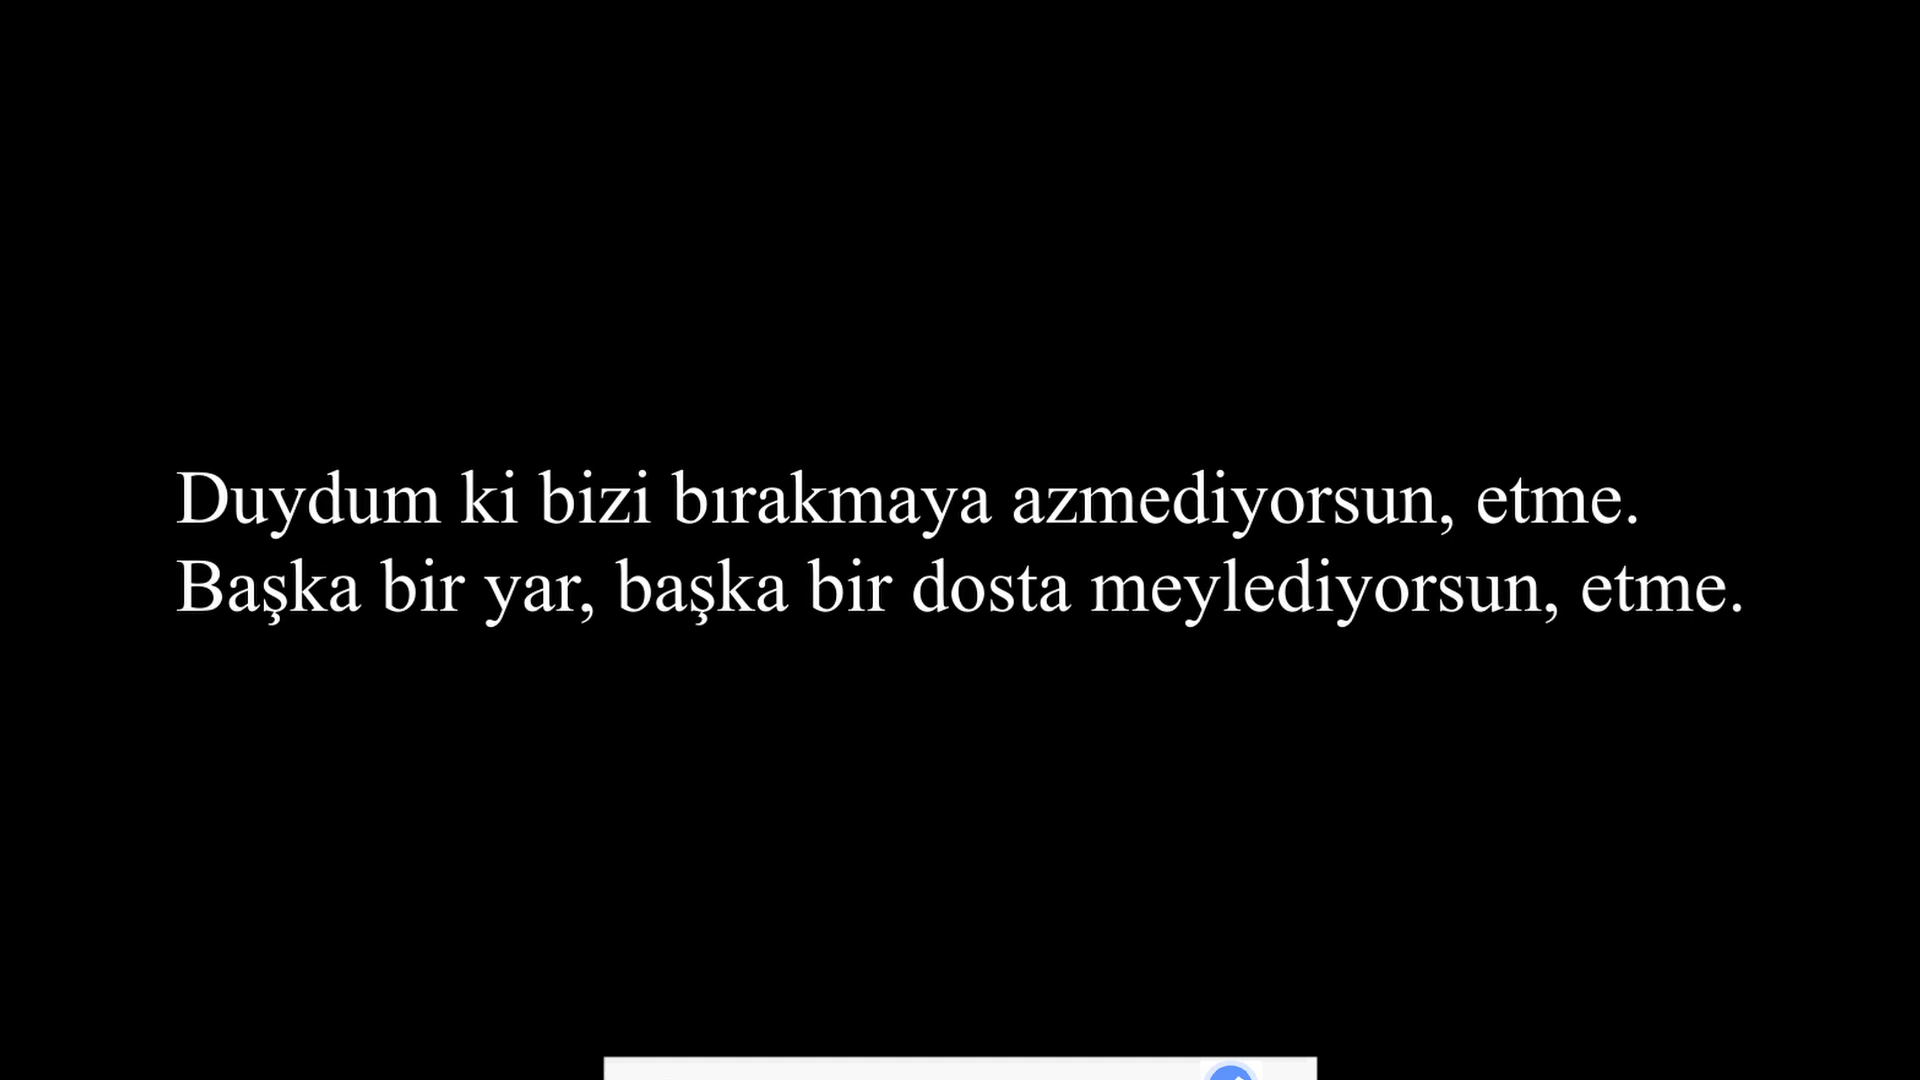 Duydum ki bizi bırakmaya azmediyorsun, etme.
Başka bir yar, başka bir dosta meylediyorsun, etme.